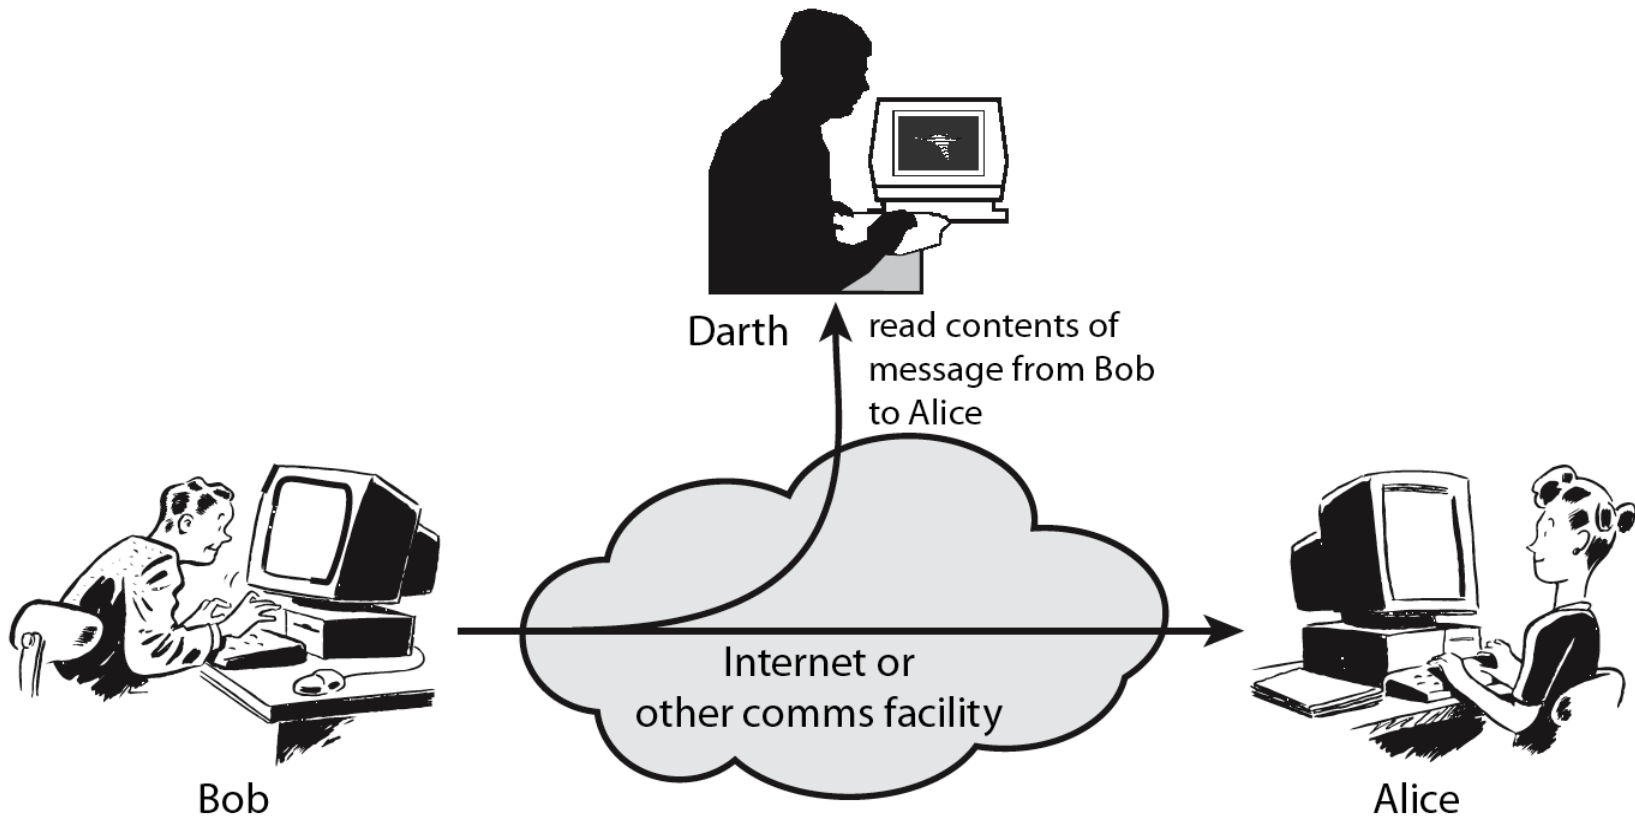 Darth
read contents of
message from Bob
to Alice
Internet or
other comms facility
Bob
Alice